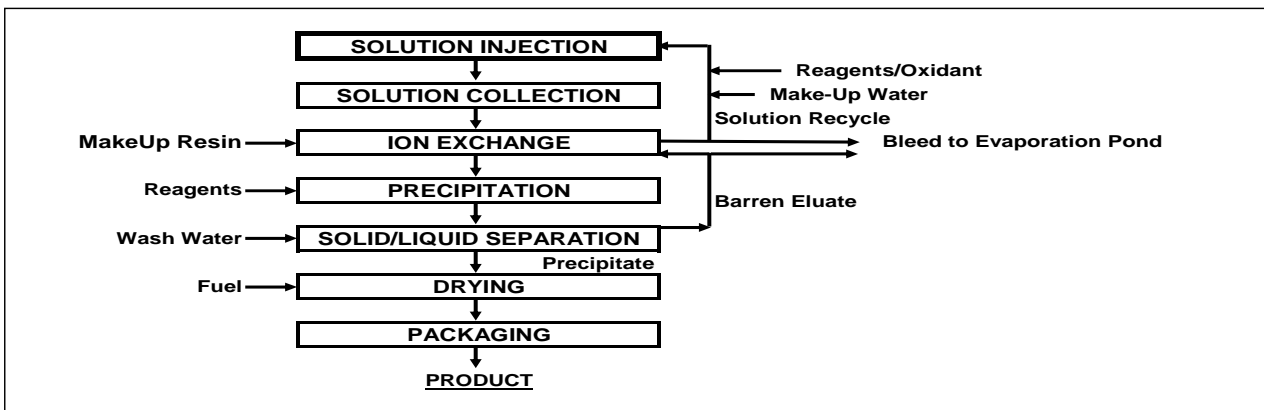 SOLUTION INJECTION
Reagents/Oxidant
SOLUTION COLLECTION
Make-Up Water
Solution Recycle
MakeUp Resin
ION EXCHANGE
Bleed to Evaporation Pond
Reagents
PRECIPITATION
Barren Eluate
Wash Water
SOLID/LIQUID SEPARATION
Precipitate
Fuel
DRYING
PACKAGING
PRODUCT